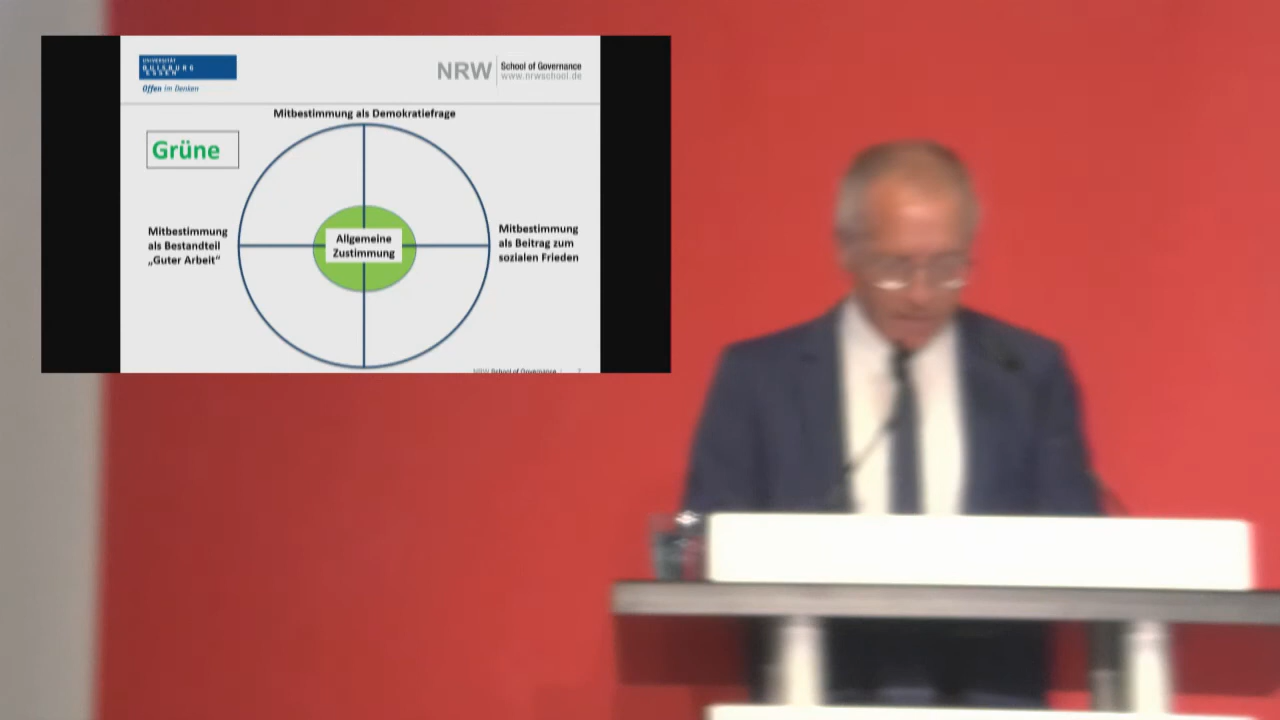 UNIVERSITÄT
DUISBURG
ESSEN
Offen im Denken
NRW
School of Governance
www.nrwschool.de
Mitbestimmung als Demokratiefrage
Grüne
Mitbestimmung
als Bestandteil
„Guter Arbeit“
Allgemeine
Zustimmung
Mitbestimmung
als Beitrag zum
sozialen Frieden
NRW School of Governance